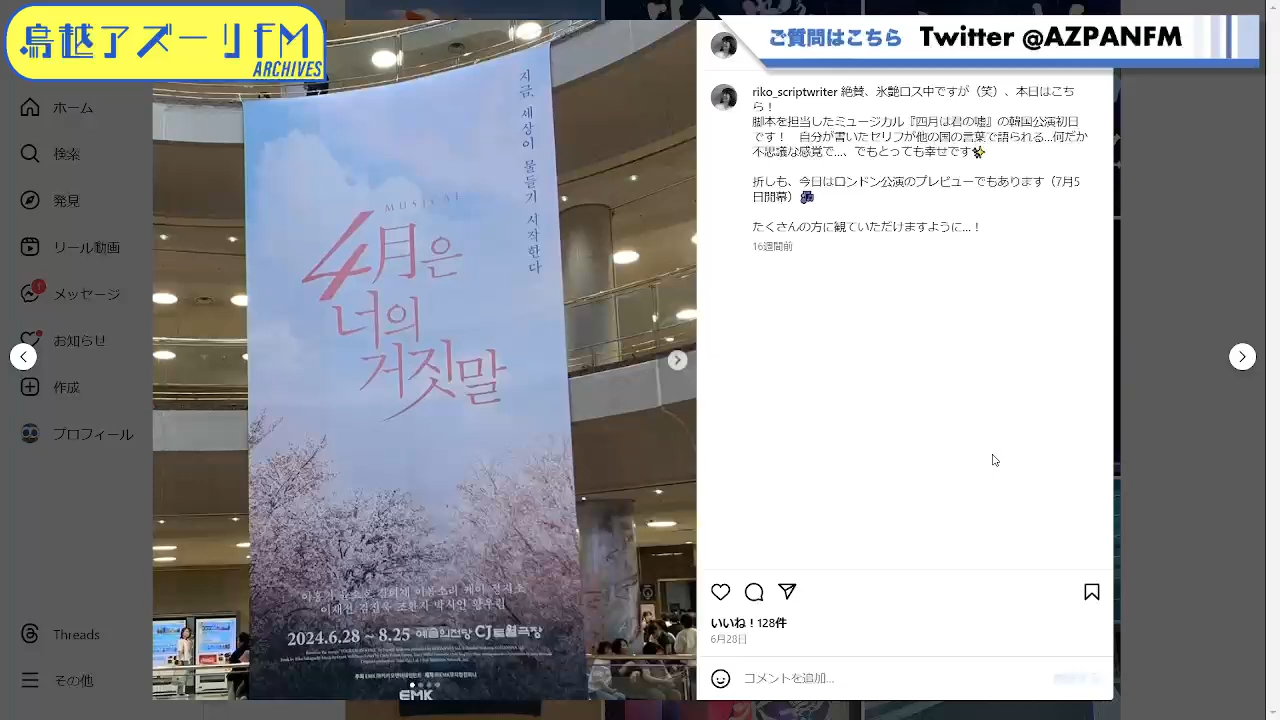 鳥越アズーリFM
ARCHIVES
ご質問はこちら Twitter @AZPANFM
ホーム
検索
発見
リール動画
1
メッセージ
お知らせ
作成
プロフィール
Threads
その他
지금, 세상이 물들기 시작한다
MUSICAL
4月은
너의
거짓말
2024.6.28 ~ 8.25 예술의전당 CJ토월극장
EMK
riko_scriptwriter 絶賛、氷艶ロス中ですが（笑）、本日はこち
ら！
脚本を担当したミュージカル『四月は君の嘘』の韓国公演初日
です！　自分が書いたセリフが他の国の言葉で語られる...何だか
不思議な感覚で...、でもとっても幸せです✨
折しも、今日はロンドン公演のプレビューでもあります（7月5
日開幕）
たくさんの方に観ていただけますように...！
16週間前
いいね！128件
6月28日
コメントを追加...